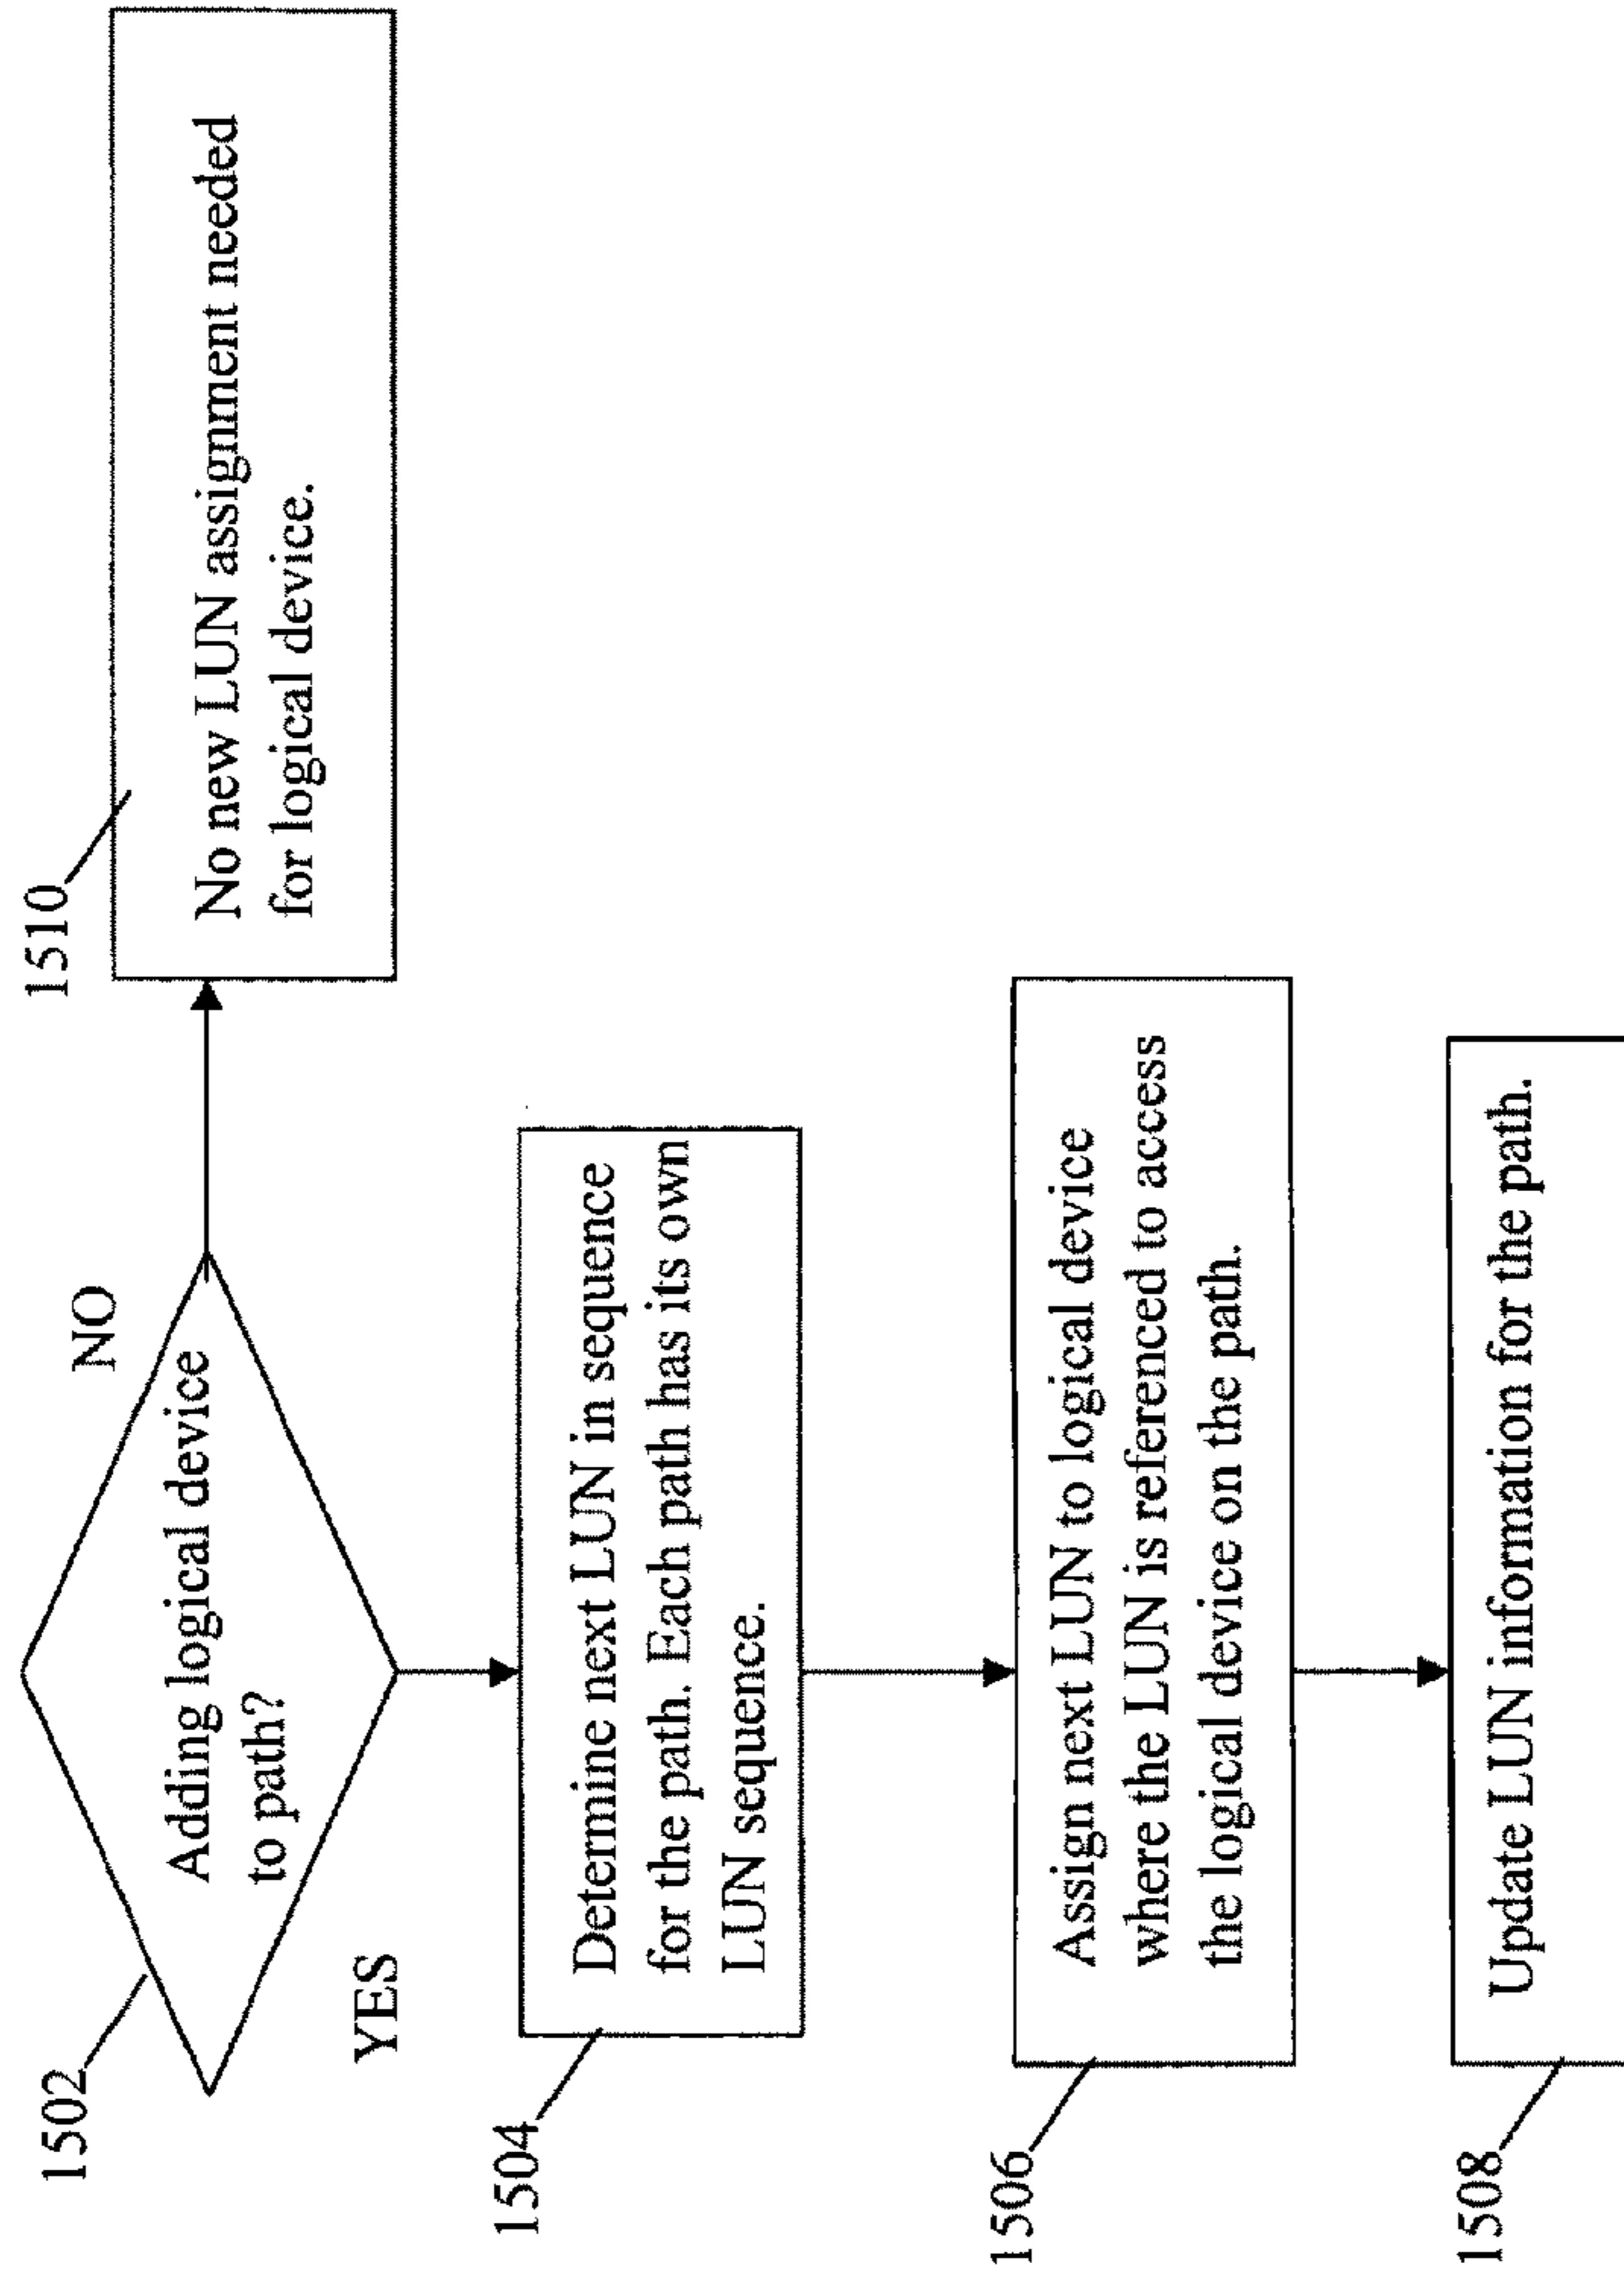 1502
Adding logical device
to path?
NO
YES
1510
No new LUN assignment needed
for logical device.
1504
Determine next LUN in sequence
for the path. Each path has its own
LUN sequence.
1506
Assign next LUN to logical device
where the LUN is referenced to access
the logical device on the path.
1508
Update LUN information for the path.